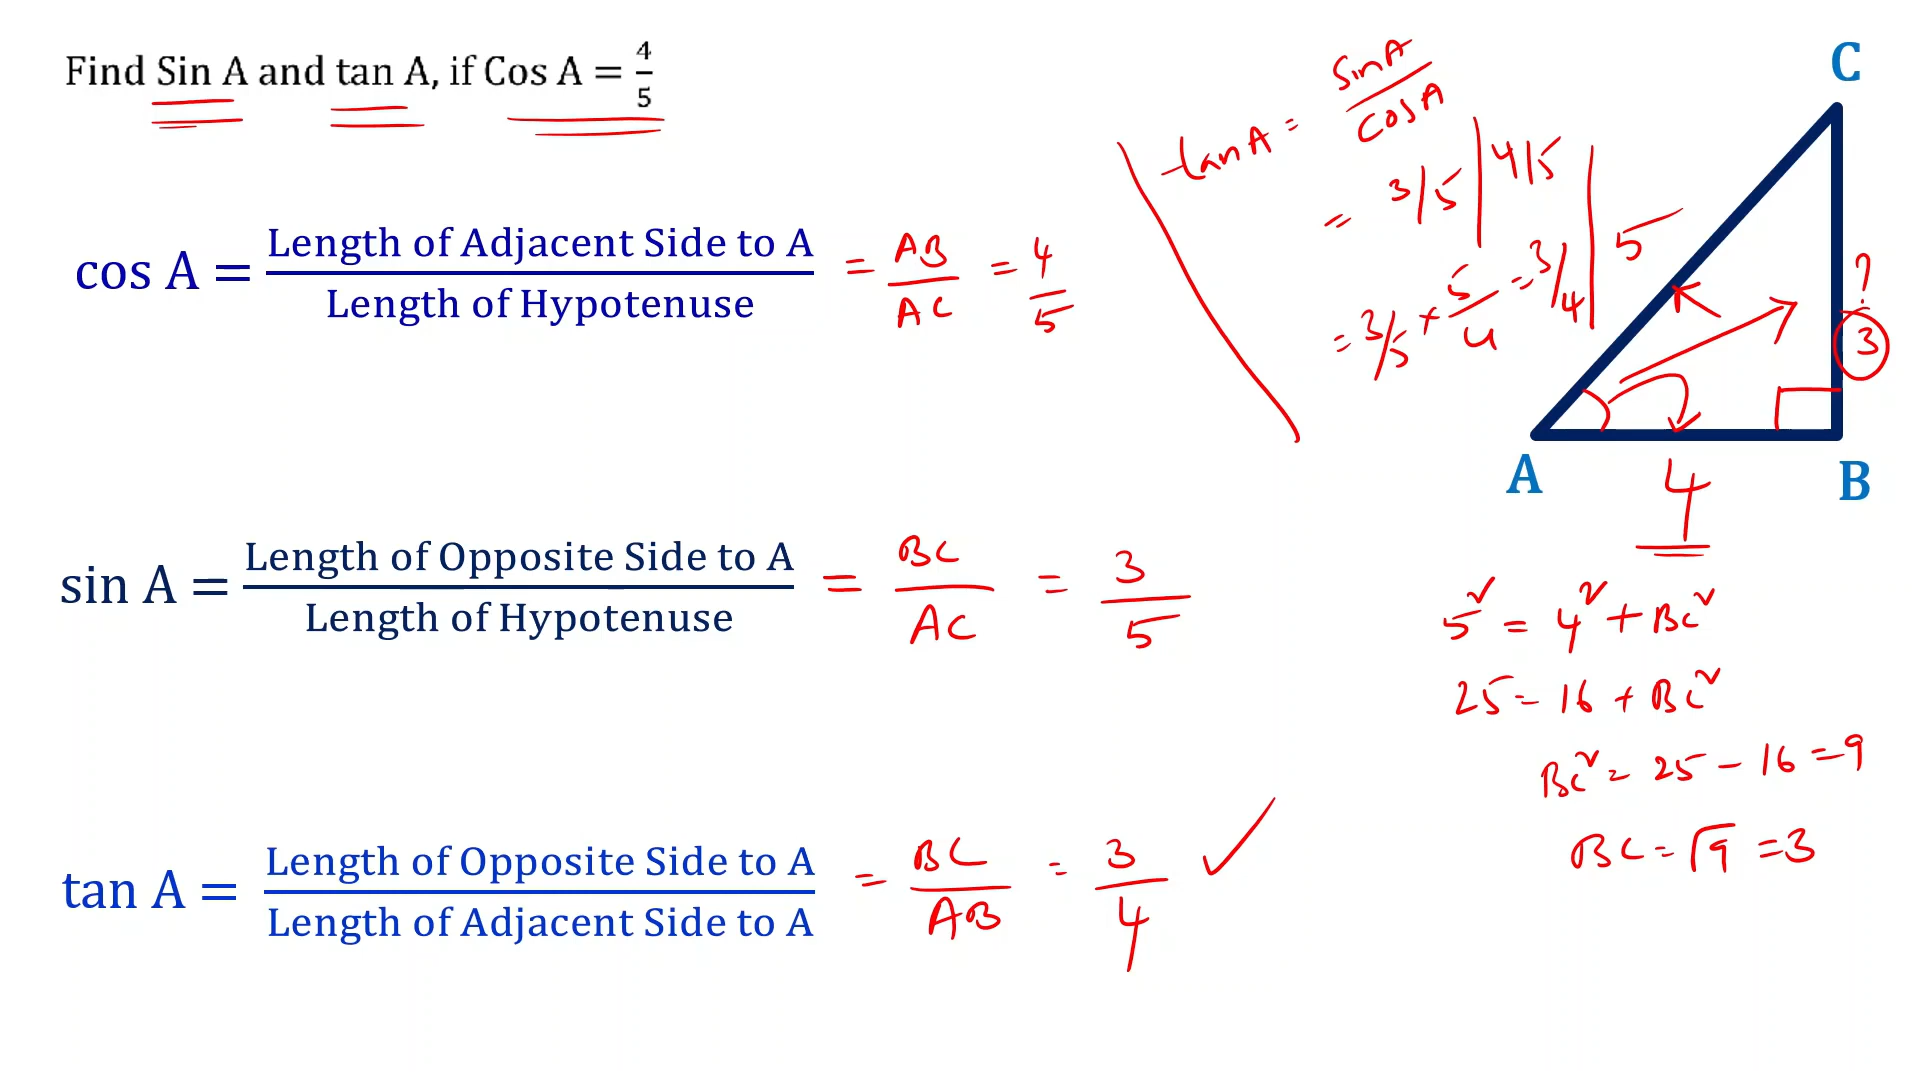 Find Sin A and tan A, if Cos A = 4/5
cos A = Length of Adjacent Side to A / Length of Hypotenuse = AB / AC = 4 / 5
sin A = Length of Opposite Side to A / Length of Hypotenuse = BC / AC = 3 / 5
tan A = Length of Opposite Side to A / Length of Adjacent Side to A = BC / AB = 3 / 4 ✓
tan A = sin A / cos A
= 3/5 | 4/5
= 3/5 × 5/4 = 3/4
C
5
?
3
A
B
4
5² = 4² + BC²
25 = 16 + BC²
BC² = 25 - 16 = 9
BC = √9 = 3